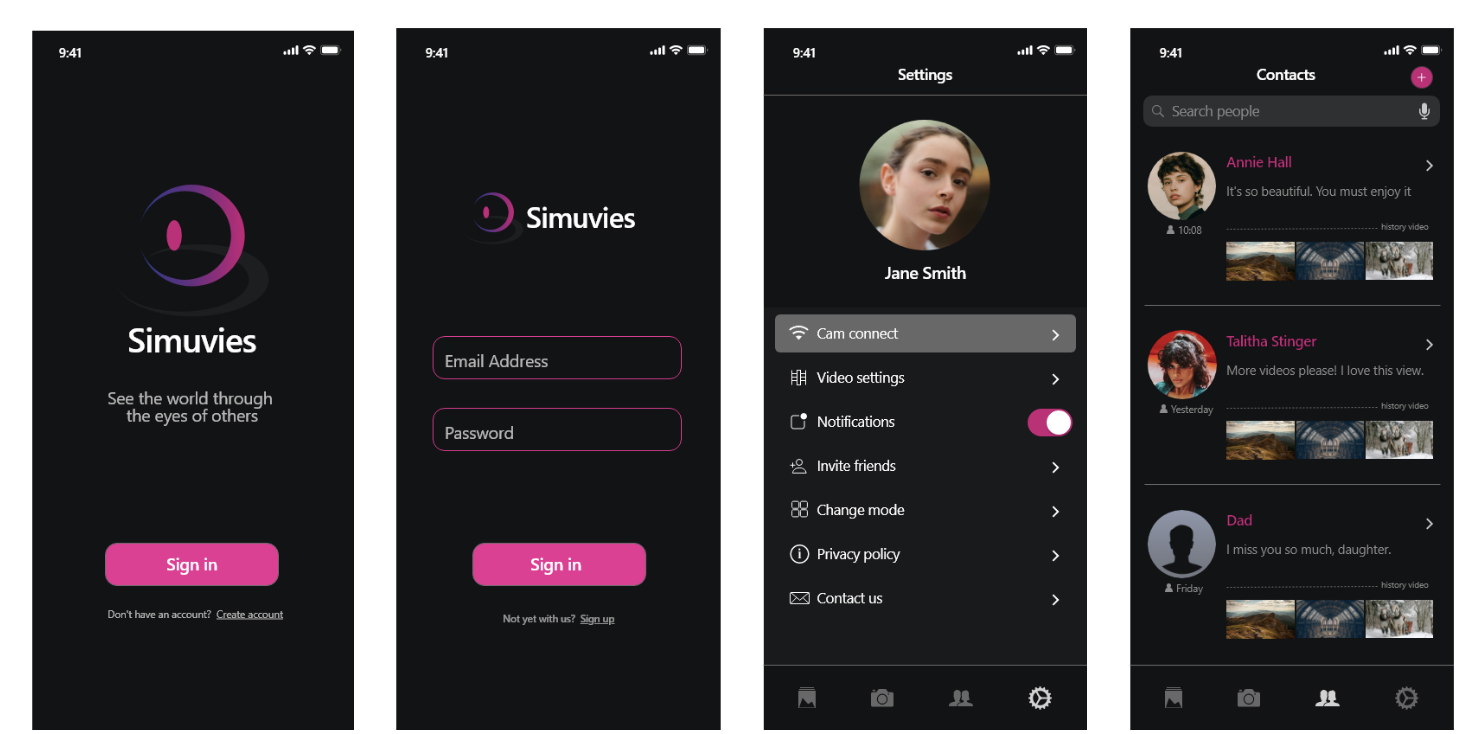 9:41
Simuvies
See the world through
the eyes of others
Sign in
Don't have an account? Create account
9:41
Simuvies
Email Address
Password
Sign in
Not yet with us? Sign up
9:41
Settings
Jane Smith
Cam connect
Video settings
Notifications
Invite friends
Change mode
Privacy policy
Contact us
9:41
Contacts
Search people
Annie Hall
It's so beautiful. You must enjoy it
10:08
history video
Talitha Stinger
More videos please! I love this view.
Yesterday
history video
Dad
I miss you so much, daughter.
Friday
history video